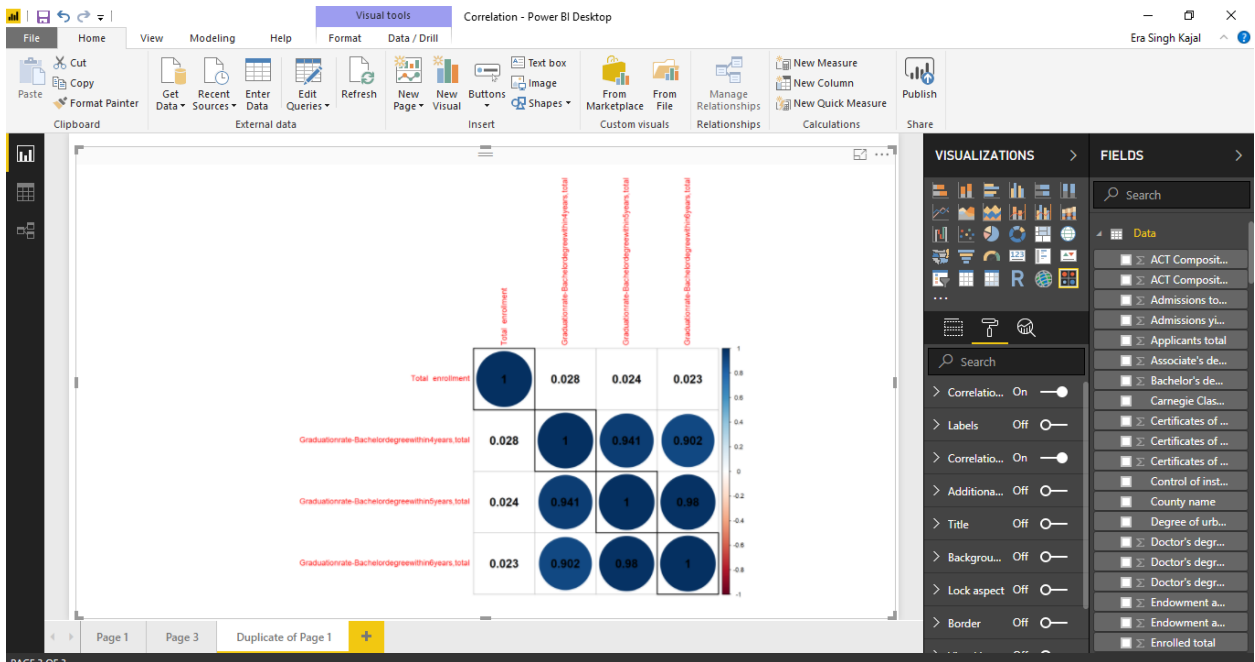 Visual tools
Correlation - Power BI Desktop
File Home View Modeling Help Format Data / Drill
Era Singh Kajal
Paste
Cut
Copy
Format Painter
Clipboard
Get Data
Recent Sources
Enter Data
Edit Queries
External data
Refresh
New Page
New Visual
Buttons
Text box
Image
Shapes
Insert
From Marketplace
From File
Custom visuals
Manage Relationships
Relationships
New Measure
New Column
New Quick Measure
Calculations
Publish
Share
Total enrollment
Graduationrate-Bachelordegreewithin4years,total
Graduationrate-Bachelordegreewithin5years,total
Graduationrate-Bachelordegreewithin6years,total
Total enrollment 1 0.028 0.024 0.023
Graduationrate-Bachelordegreewithin4years,total 0.028 1 0.941 0.902
Graduationrate-Bachelordegreewithin5years,total 0.024 0.941 1 0.98
Graduationrate-Bachelordegreewithin6years,total 0.023 0.902 0.98 1
1
0.8
0.6
0.4
0.2
0
-0.2
-0.4
-0.6
-0.8
-1
VISUALIZATIONS
R
123
Search
Correlatio... On
Labels Off
Correlatio... On
Additiona... Off
Title Off
Backgrou... Off
Lock aspect Off
Border Off
FIELDS
Search
Data
ACT Composit...
ACT Composit...
Admissions to...
Admissions yi...
Applicants total
Associate's de...
Bachelor's de...
Carnegie Clas...
Certificates of ...
Certificates of ...
Certificates of ...
Control of inst...
County name
Degree of urb...
Doctor's degr...
Doctor's degr...
Doctor's degr...
Endowment a...
Endowment a...
Enrolled total
Page 1 Page 3 Duplicate of Page 1 +